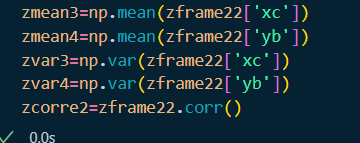 zmean3=np.mean(zframe22['xc'])
zmean4=np.mean(zframe22['yb'])
zvar3=np.var(zframe22['xc'])
zvar4=np.var(zframe22['yb'])
zcorre2=zframe22.corr()
✓ 0.0s